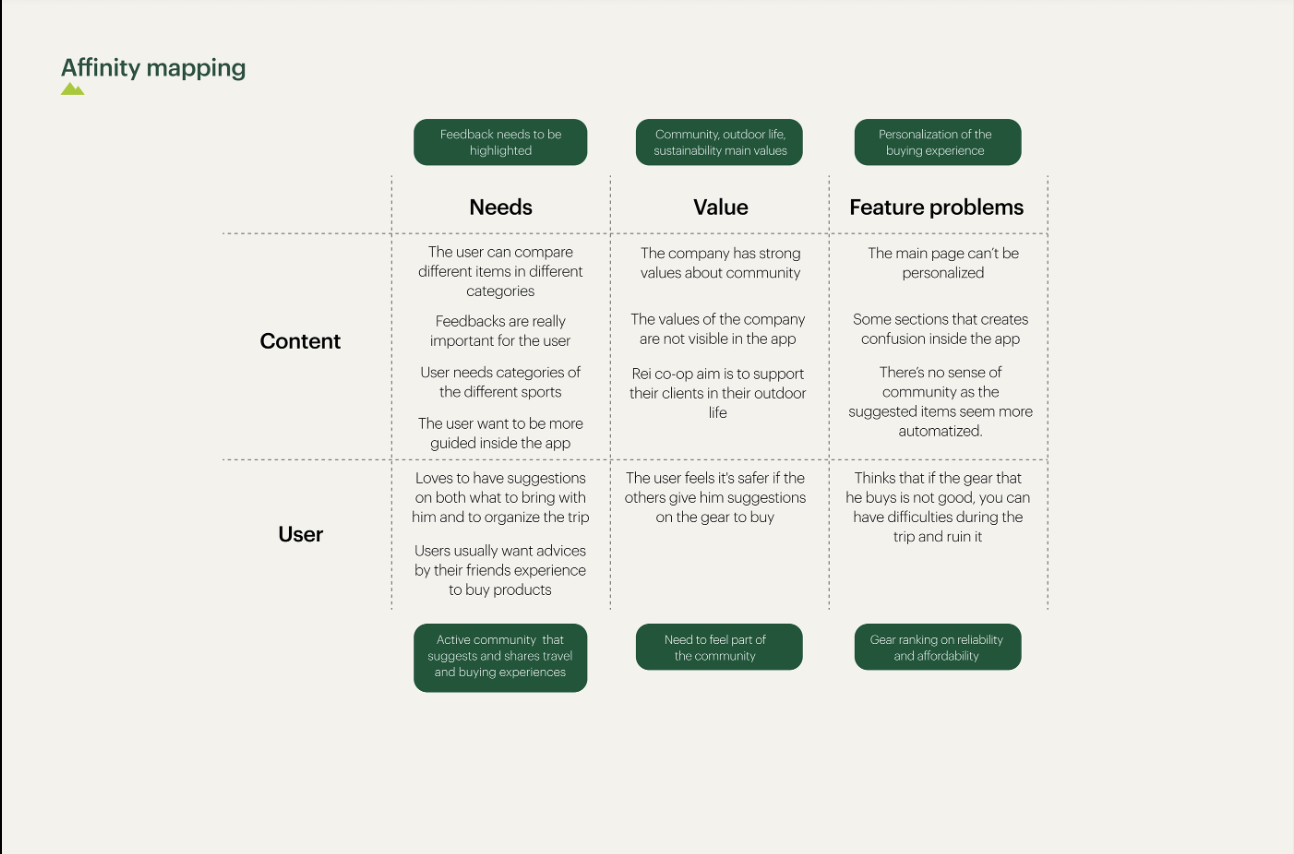 Affinity mapping
Feedback needs to be
highlighted
Community, outdoor life,
sustainability main values
Personalization of the
buying experience
Needs
Value
Feature problems
Content
The user can compare
different items in different
categories
Feedbacks are really
important for the user
User needs categories of
the different sports
The user want to be more
guided inside the app
The company has strong
values about community
The values of the company
are not visible in the app
Rei co-op aim is to support
their clients in their outdoor
life
The main page can’t be
personalized
Some sections that creates
confusion inside the app
There’s no sense of
community as the
suggested items seem more
automatized.
User
Loves to have suggestions
on both what to bring with
him and to organize the trip
Users usually want advices
by their friends experience
to buy products
The user feels it's safer if the
others give him suggestions
on the gear to buy
Thinks that if the gear that
he buys is not good, you can
have difficulties during the
trip and ruin it
Active community that
suggests and shares travel
and buying experiences
Need to feel part of
the community
Gear ranking on reliability
and affordability